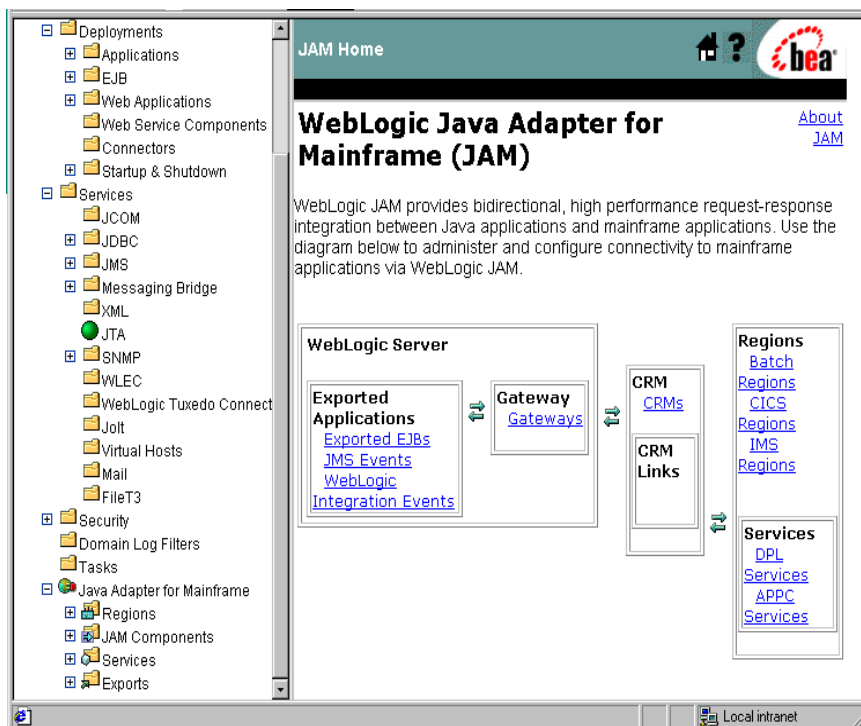 Deployments
Applications
EJB
Web Applications
Web Service Components
Connectors
Startup & Shutdown
Services
JCOM
JDBC
JMS
Messaging Bridge
XML
JTA
SNMP
WLEC
WebLogic Tuxedo Connect
Jolt
Virtual Hosts
Mail
FileT3
Security
Domain Log Filters
Tasks
Java Adapter for Mainframe
Regions
JAM Components
Services
Exports
JAM Home
?
bea
WebLogic Java Adapter for
Mainframe (JAM)
About
JAM
WebLogic JAM provides bidirectional, high performance request-response
integration between Java applications and mainframe applications. Use the
diagram below to administer and configure connectivity to mainframe
applications via WebLogic JAM.
WebLogic Server
Exported
Applications
Exported EJBs
JMS Events
WebLogic
Integration Events
Gateway
Gateways
CRM
CRMs
CRM
Links
Regions
Batch
Regions
CICS
Regions
IMS
Regions
Services
DPL
Services
APPC
Services
Local intranet